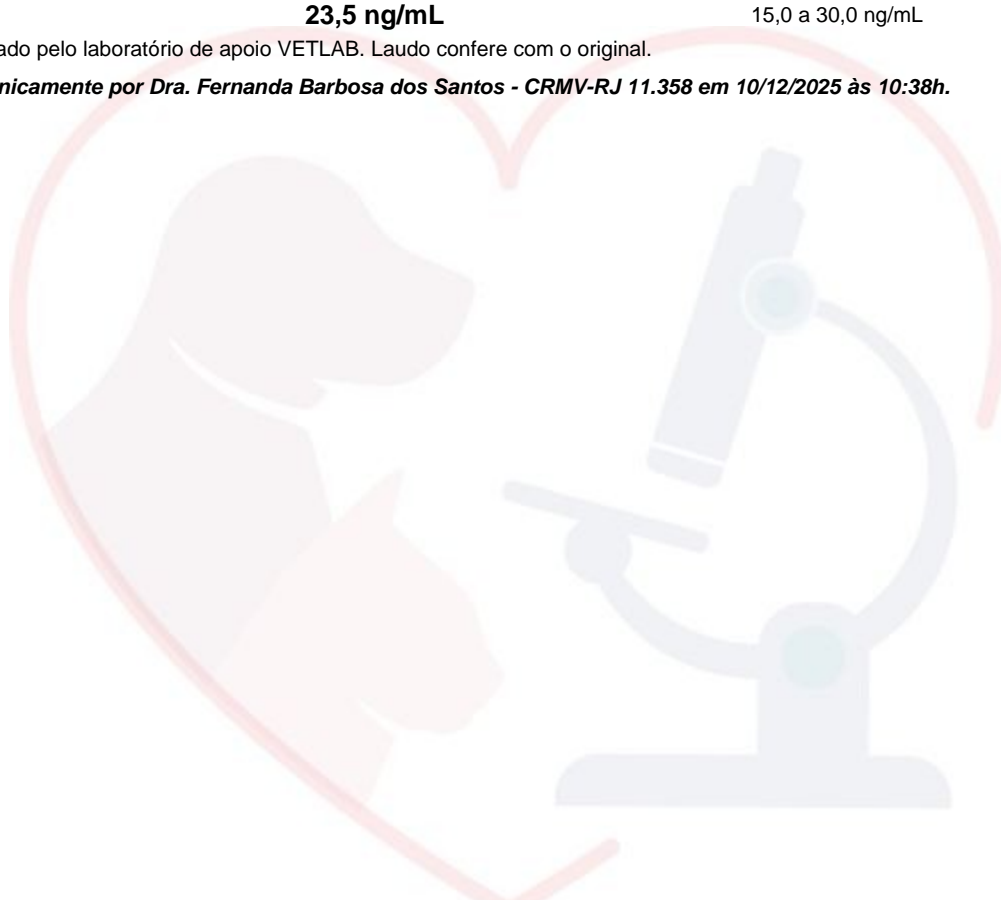 23,5 ng/mL 15,0 a 30,0 ng/mL
ado pelo laboratório de apoio VETLAB. Laudo confere com o original.
nicamente por Dra. Fernanda Barbosa dos Santos - CRMV-RJ 11.358 em 10/12/2025 às 10:38h.